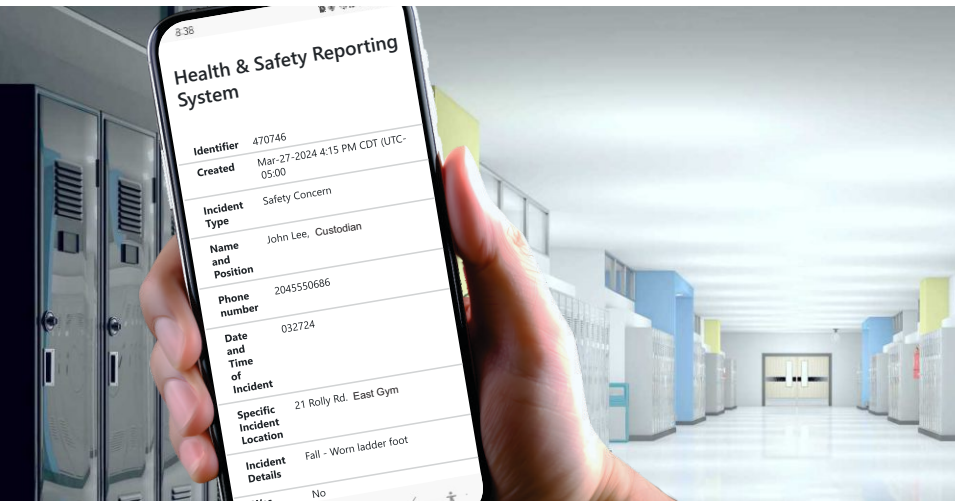 8:38
Health & Safety Reporting
System
Identifier 470746
Created Mar-27-2024 4:15 PM CDT (UTC-
05:00
Incident Safety Concern
Type
Name John Lee, Custodian
and
Position
Phone 2045550686
number
Date 032724
and
Time
of
Incident
Specific 21 Rolly Rd. East Gym
Incident
Location
Incident Fall - Worn ladder foot
Details
No